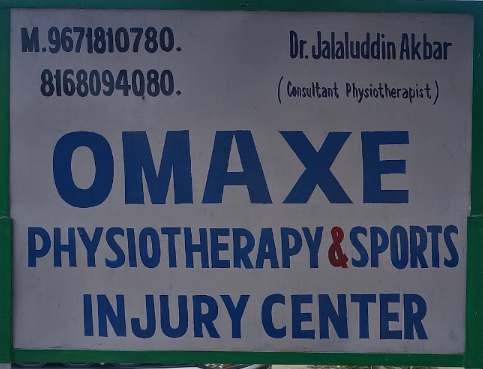 M.9671810780.
8168094080.
Dr. Jalaluddin Akbar
(Consultant Physiotherapist)
OMAXE
PHYSIOTHERAPY & SPORTS
INJURY CENTER